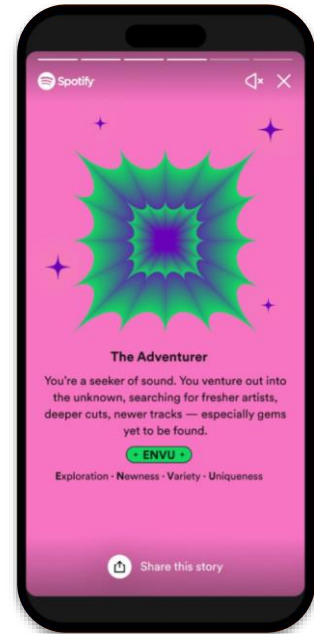 Spotify
The Adventurer
You're a seeker of sound. You venture out into
the unknown, searching for fresher artists,
deeper cuts, newer tracks — especially gems
yet to be found.
ENVU
Exploration · Newness · Variety · Uniqueness
Share this story